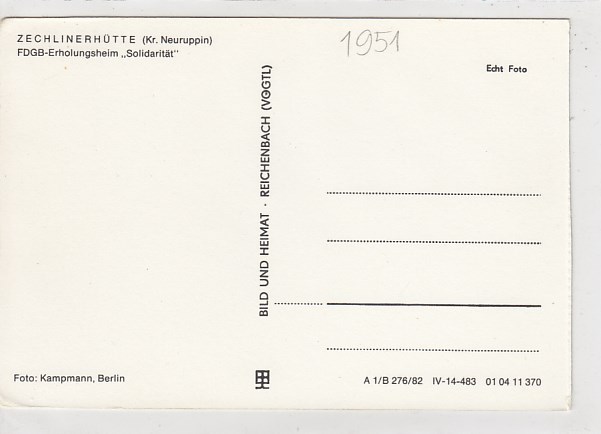 ZECHLINERHÜTTE (Kr. Neuruppin)
FDGB-Erholungsheim „Solidarität"
1951
Echt Foto
BILD UND HEIMAT · REICHENBACH (VOGTL)
Foto: Kampmann, Berlin
A 1/B 276/82 IV-14-483 01 04 11 370